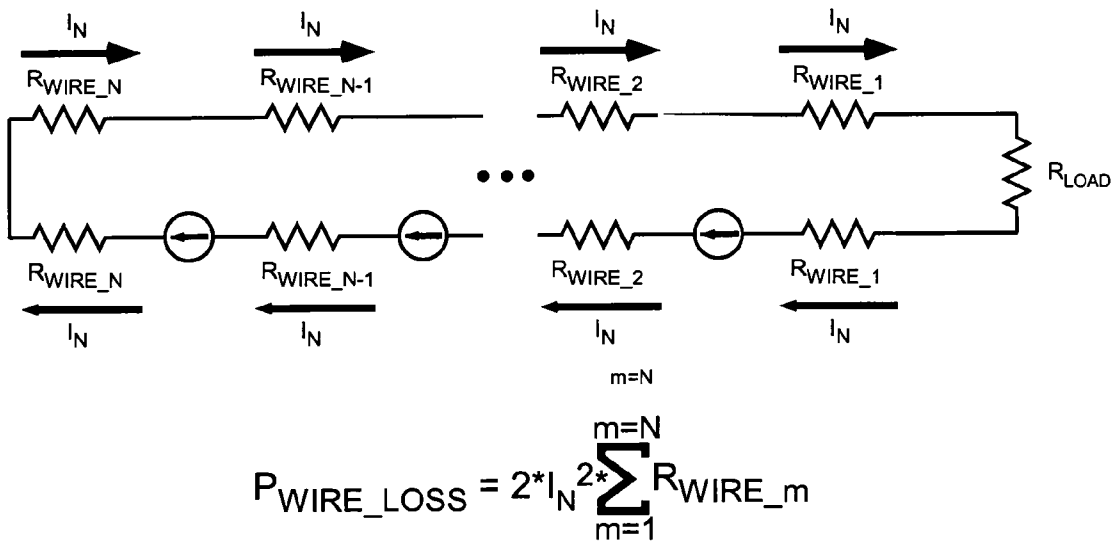 I_N I_N I_N I_N
R_WIRE_N R_WIRE_N-1 R_WIRE_2 R_WIRE_1
R_LOAD
R_WIRE_N R_WIRE_N-1 R_WIRE_2 R_WIRE_1
I_N I_N I_N I_N
m=N
m=N
P_WIRE_LOSS = 2*I_N^2*∑R_WIRE_m
m=1